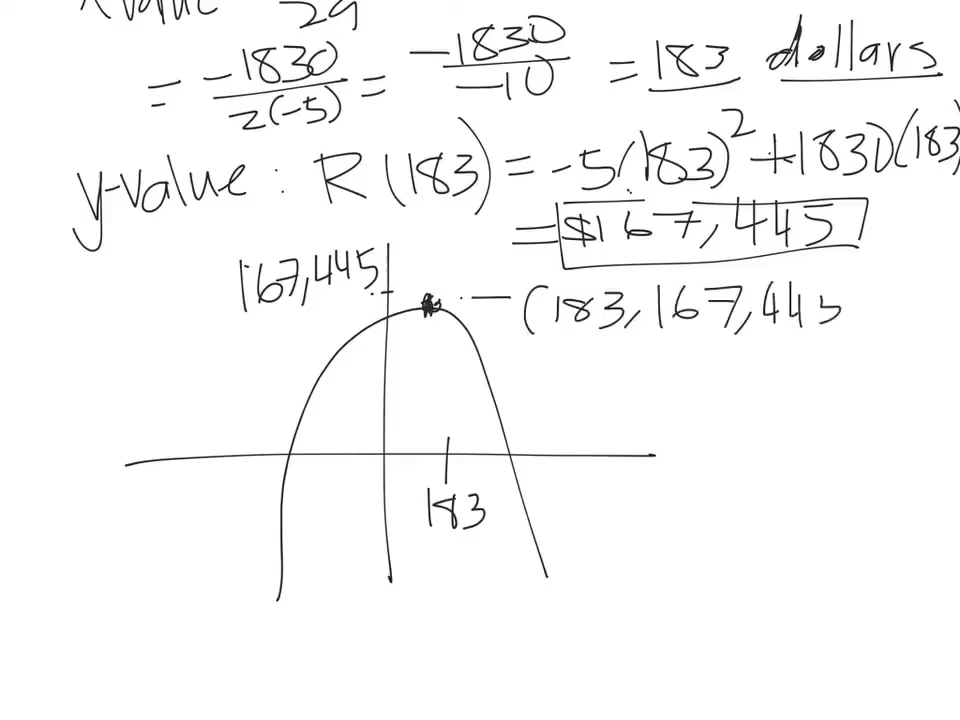 x value 2a
= -1830 / 2(-5) = -1830 / -10 = 183 dollars
y-value : R(183) = -5(183)² + 1830(183)
= $167,445
167,445 - (183, 167,445
183